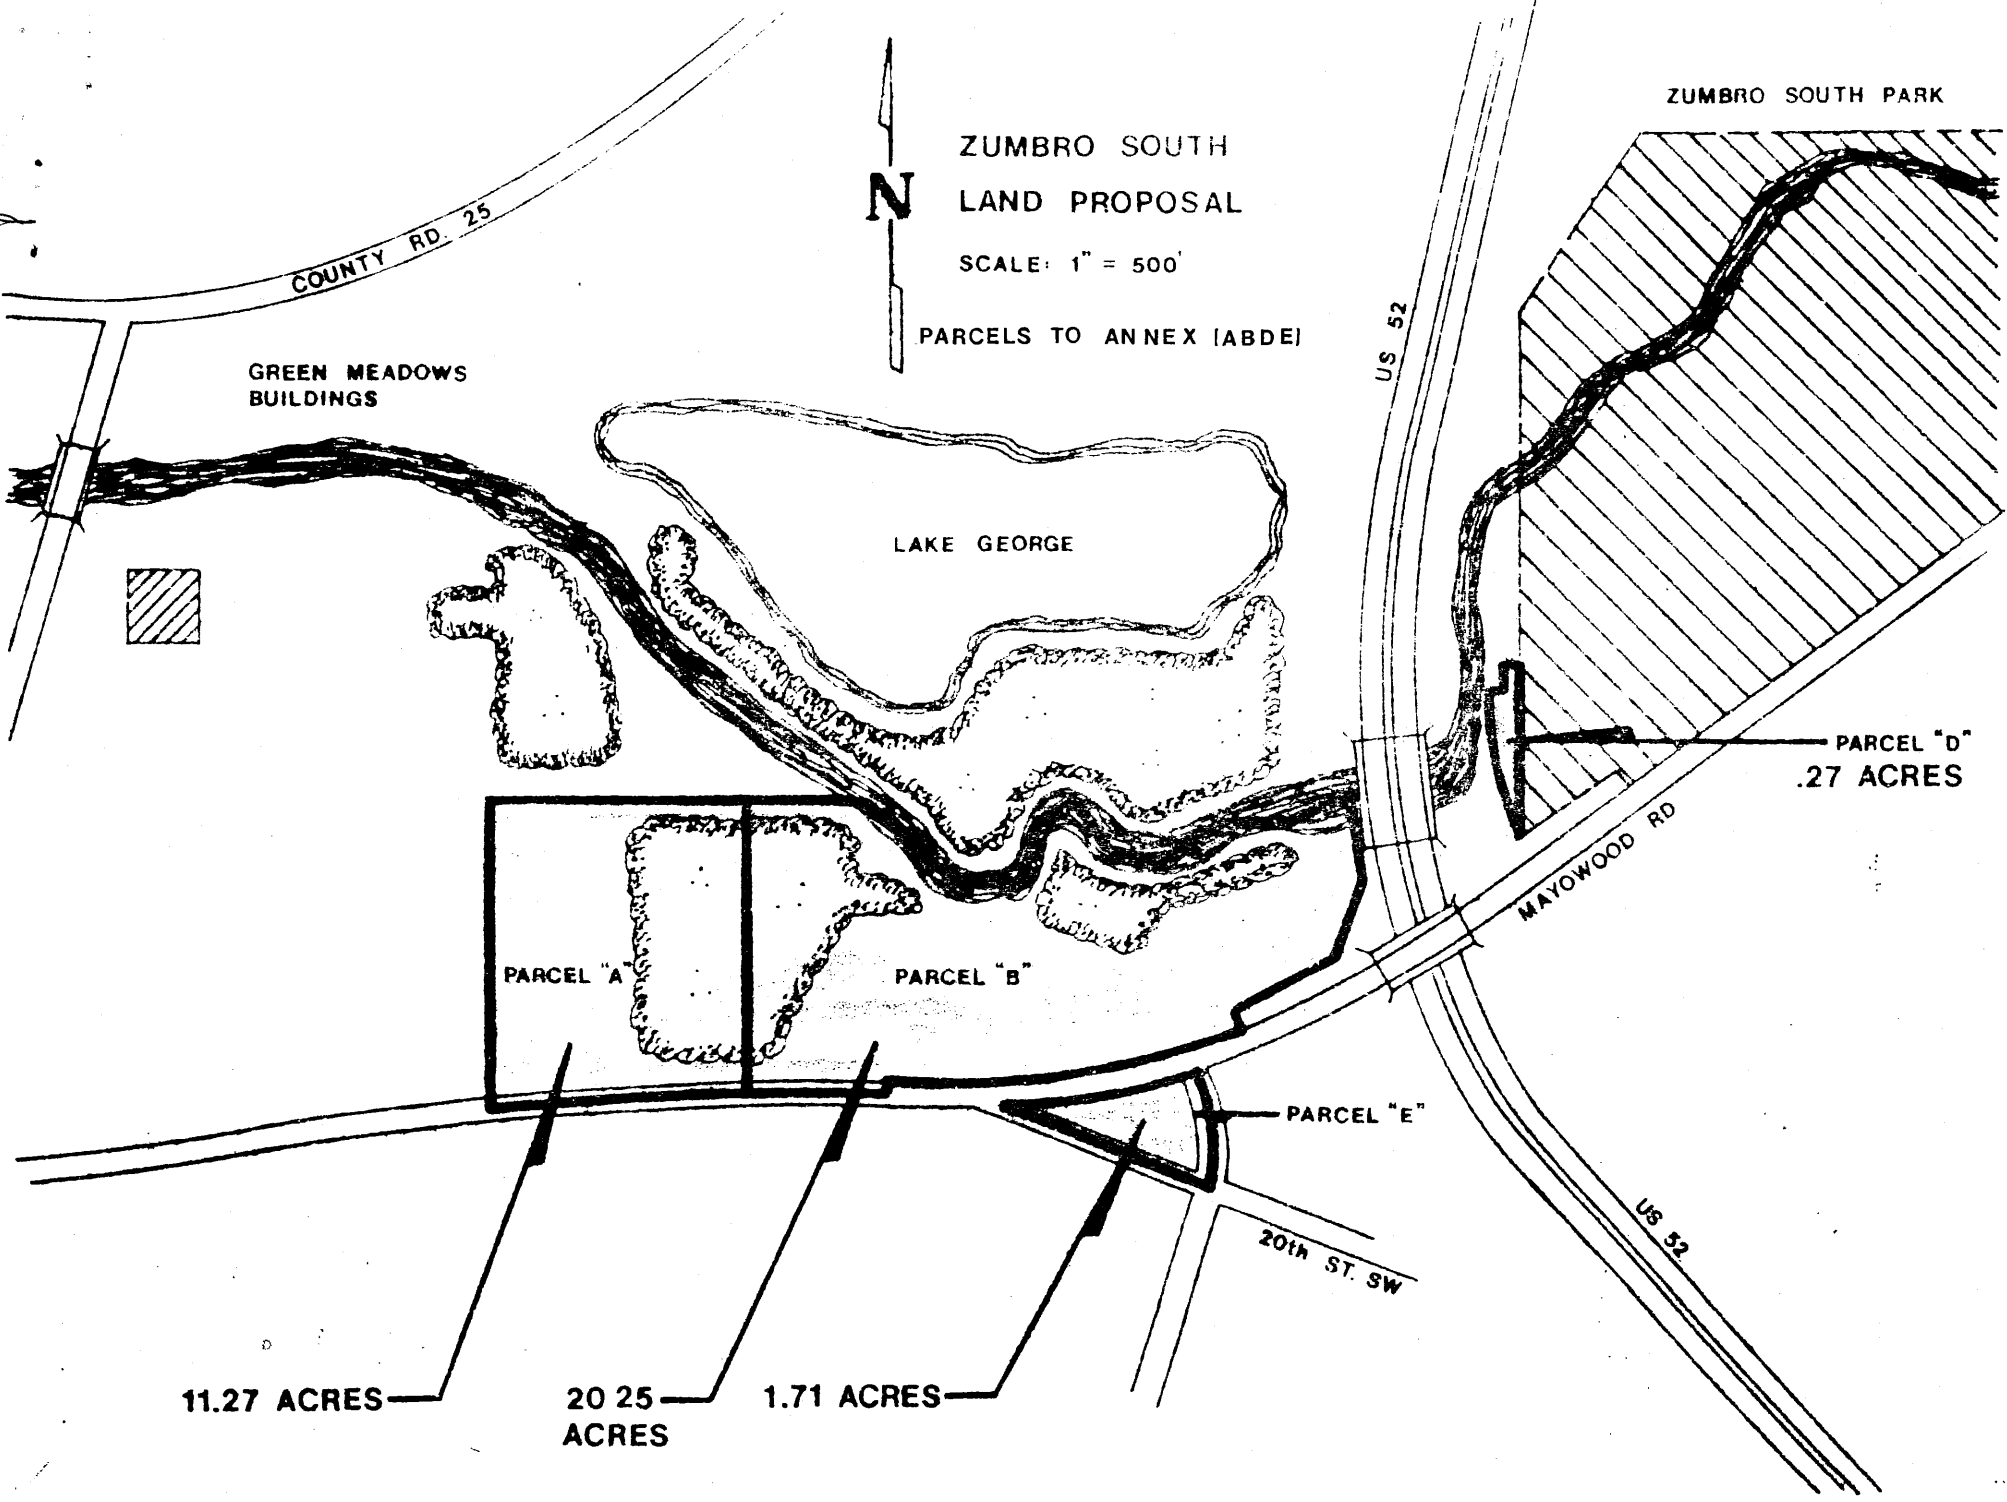 ZUMBRO SOUTH PARK
ZUMBRO SOUTH
LAND PROPOSAL
SCALE: 1" = 500'
N
PARCELS TO ANNEX (ABDE)
COUNTY RD. 25
US 52
GREEN MEADOWS
BUILDINGS
LAKE GEORGE
PARCEL "D"
.27 ACRES
MAYOWOOD RD
PARCEL "A"
PARCEL "B"
PARCEL "E"
US 52
20th ST. SW
11.27 ACRES
20 25
ACRES
1.71 ACRES